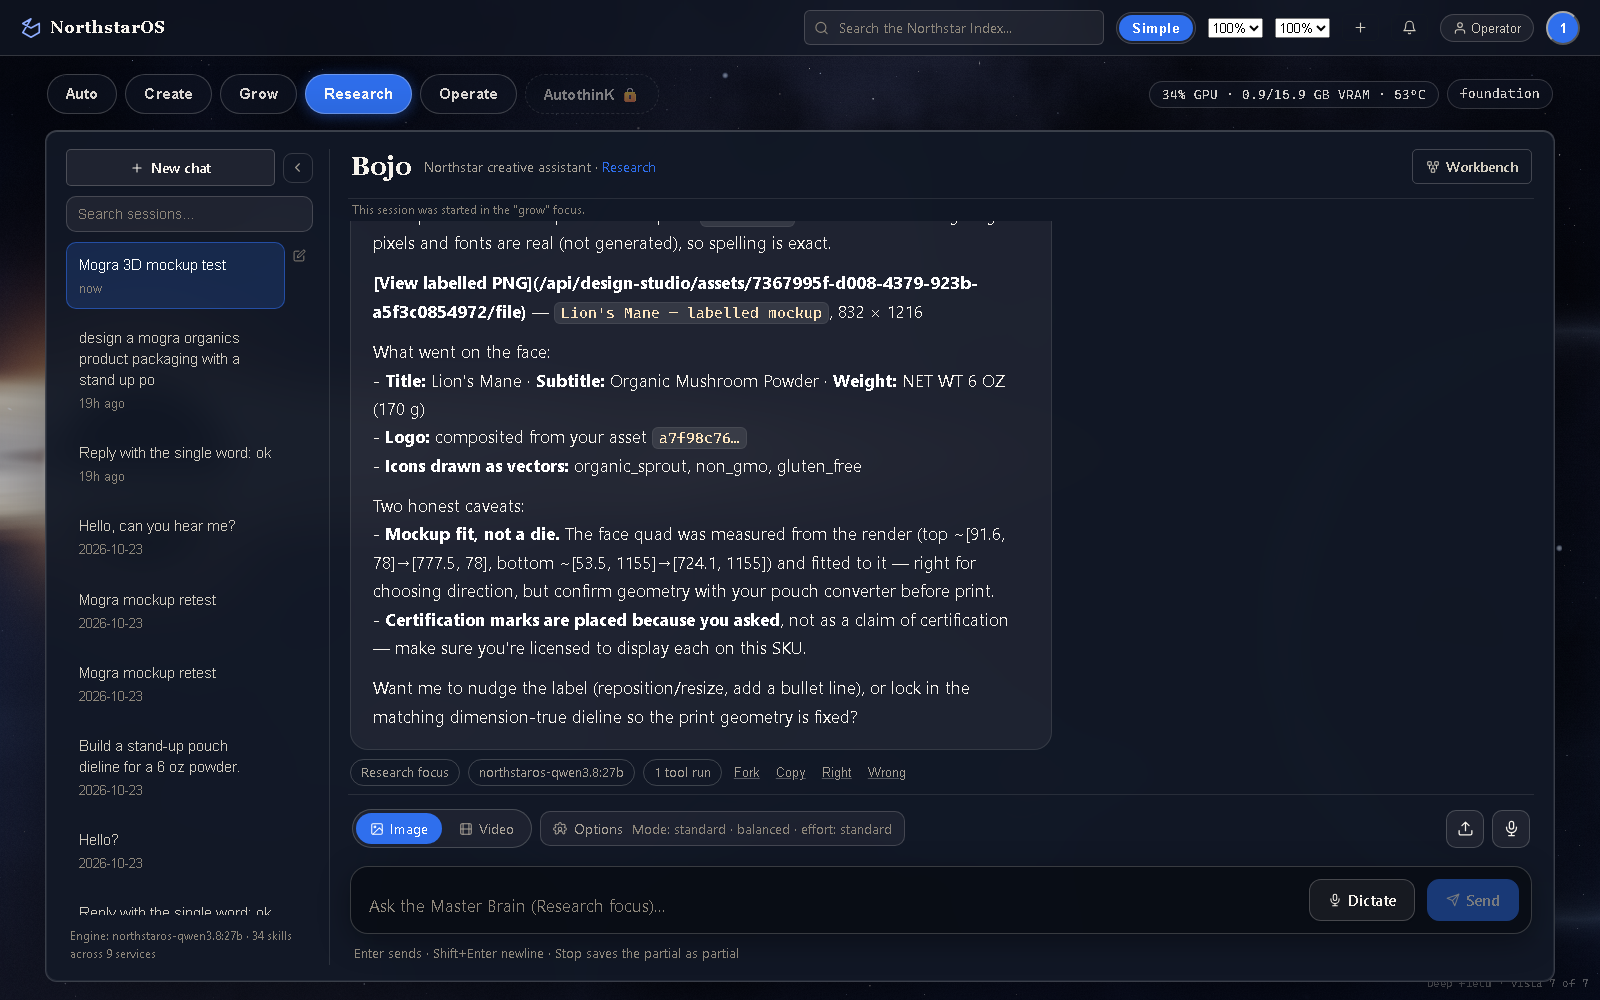 NorthstarOS
Search the Northstar Index...
Simple
100%
100%
Operator
1
Auto
Create
Grow
Research
Operate
AutothinK
34% GPU · 0.9/15.9 GB VRAM · 53°C
foundation
+ New chat
Search sessions...
Mogra 3D mockup test
now
design a mogra organics
product packaging with a
stand up po
19h ago
Reply with the single word: ok
19h ago
Hello, can you hear me?
2026-10-23
Mogra mockup retest
2026-10-23
Mogra mockup retest
2026-10-23
Build a stand-up pouch
dieline for a 6 oz powder.
2026-10-23
Hello?
2026-10-23
Reply with the single word: ok
Engine: northstaros-qwen3.8:27b · 34 skills
across 9 services
Bojo
Northstar creative assistant · Research
Workbench
This session was started in the "grow" focus.
pixels and fonts are real (not generated), so spelling is exact.
[View labelled PNG](/api/design-studio/assets/7367995f-d008-4379-923b-
a5f3c0854972/file) — Lion's Mane — labelled mockup, 832 × 1216
What went on the face:
- Title: Lion's Mane · Subtitle: Organic Mushroom Powder · Weight: NET WT 6 OZ
(170 g)
- Logo: composited from your asset a7f98c76…
- Icons drawn as vectors: organic_sprout, non_gmo, gluten_free
Two honest caveats:
- Mockup fit, not a die. The face quad was measured from the render (top ~[91.6,
78]→[777.5, 78], bottom ~[53.5, 1155]→[724.1, 1155]) and fitted to it — right for
choosing direction, but confirm geometry with your pouch converter before print.
- Certification marks are placed because you asked, not as a claim of certification
— make sure you're licensed to display each on this SKU.
Want me to nudge the label (reposition/resize, add a bullet line), or lock in the
matching dimension-true dieline so the print geometry is fixed?
Research focus
northstaros-qwen3.8:27b
1 tool run
Fork
Copy
Right
Wrong
Image
Video
Options Mode: standard · balanced · effort: standard
Ask the Master Brain (Research focus)...
Dictate
Send
Enter sends · Shift+Enter newline · Stop saves the partial as partial
Deep Field · Vista 7 of 7